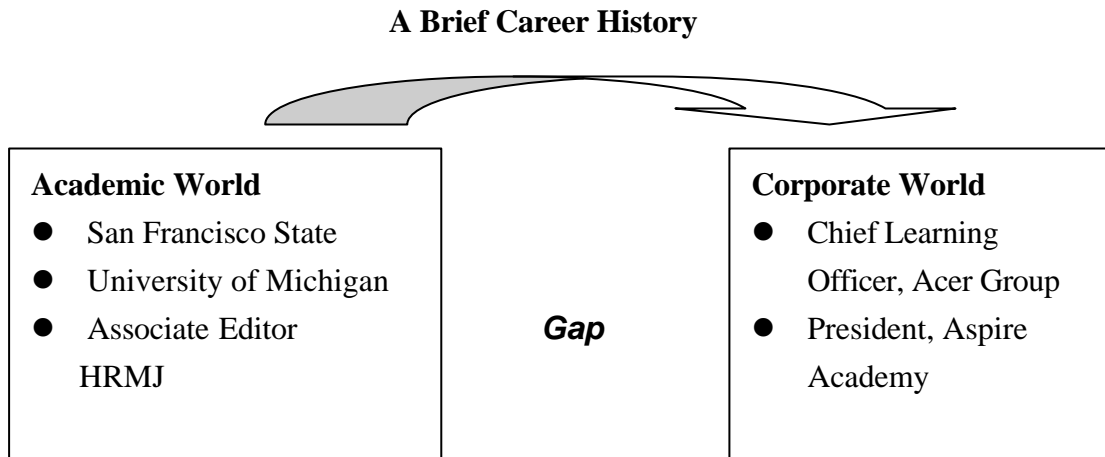 A Brief Career History
Academic World
● San Francisco State
● University of Michigan
● Associate Editor
HRMJ
Gap
Corporate World
● Chief Learning
Officer, Acer Group
● President, Aspire
Academy